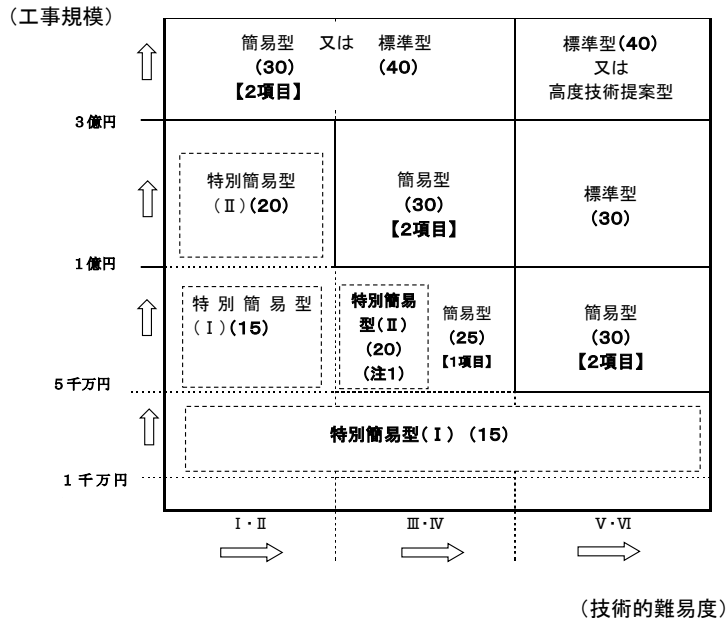 （工事規模）
簡易型 又は 標準型
(30) (40)
【2項目】
標準型(40)
又は
高度技術提案型
3億円
特別簡易型
（Ⅱ）(20)
簡易型
(30)
【2項目】
標準型
(30)
1億円
特別簡易型
（Ⅰ）(15)
特別簡易
型(Ⅱ)
(20)
(注1)
簡易型
(25)
【1項目】
簡易型
(30)
【2項目】
5千万円
特別簡易型(Ⅰ) (15)
1千万円
Ⅰ・Ⅱ Ⅲ・Ⅳ Ⅴ・Ⅵ
（技術的難易度）